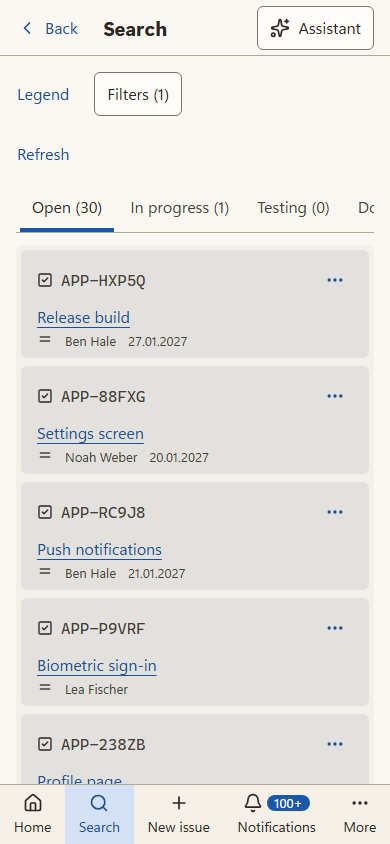 Back
Search
Assistant
Legend
Filters (1)
Refresh
Open (30)
In progress (1)
Testing (0)
APP-HXP5Q
Release build
Ben Hale 27.01.2027
APP-88FXG
Settings screen
Noah Weber 20.01.2027
APP-RC9J8
Push notifications
Ben Hale 21.01.2027
APP-P9VRF
Biometric sign-in
Lea Fischer
APP-238ZB
Profile page
100+
Home
Search
New issue
Notifications
More